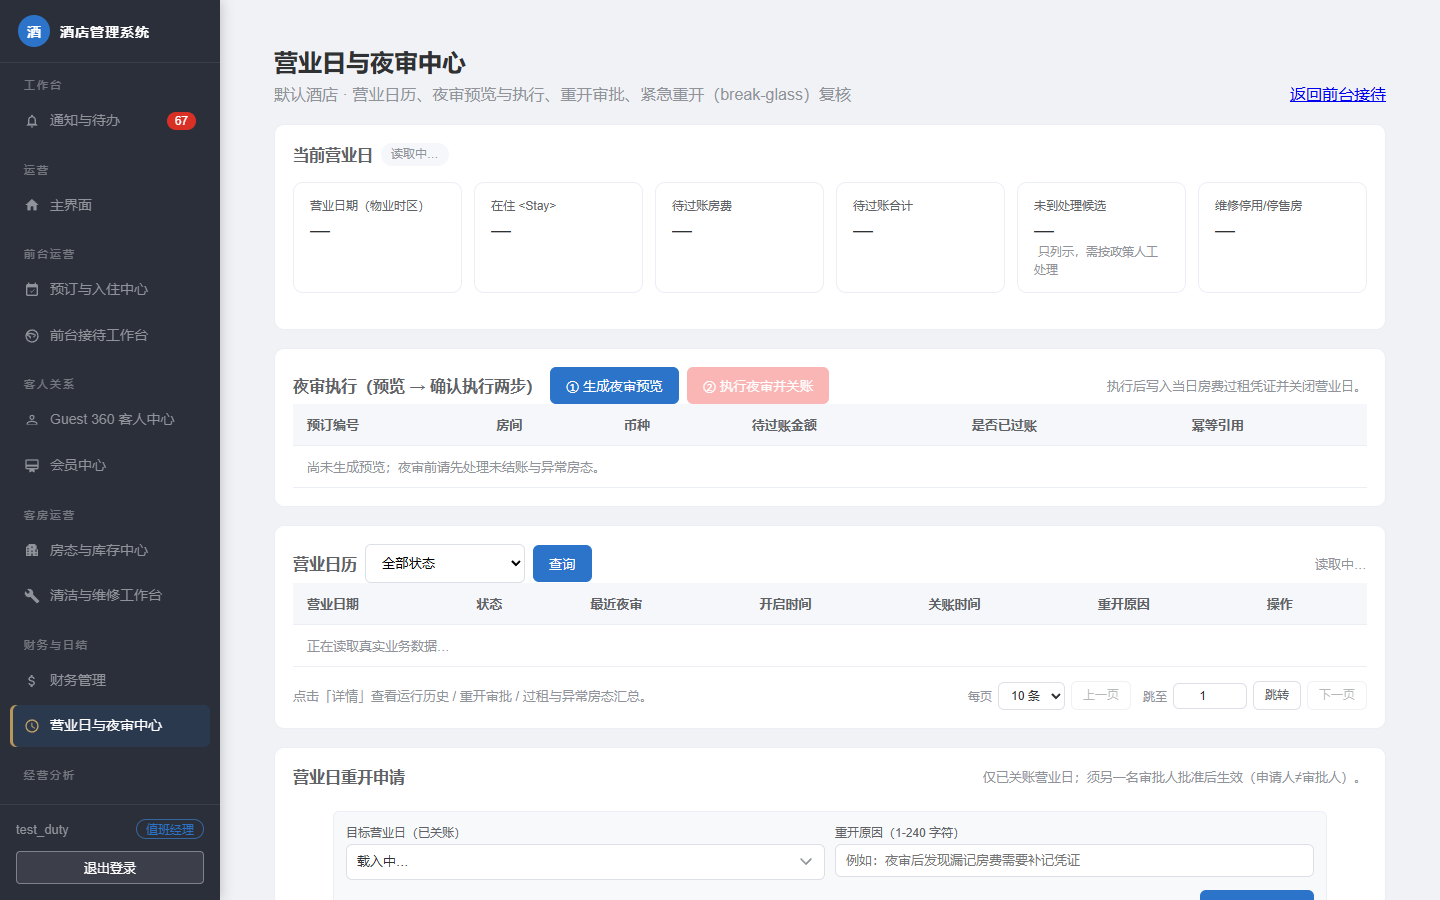 酒 酒店管理系统
工作台
通知与待办 67
运营
主界面
前台运营
预订与入住中心
前台接待工作台
客人关系
Guest 360 客人中心
会员中心
客房运营
房态与库存中心
清洁与维修工作台
财务与日结
财务管理
营业日与夜审中心
经营分析
test_duty 值班经理
退出登录
营业日与夜审中心
默认酒店 · 营业日历、夜审预览与执行、重开审批、紧急重开（break-glass）复核
返回前台接待
当前营业日 读取中…
营业日期（物业时区）
—
在住 <Stay>
—
待过账房费
—
待过账合计
—
未到处理候选
—
只列示，需按政策人工
处理
维修停用/停售房
—
夜审执行（预览 → 确认执行两步） ① 生成夜审预览 ② 执行夜审并关账 执行后写入当日房费过租凭证并关闭营业日。
预订编号 房间 币种 待过账金额 是否已过账 幂等引用
尚未生成预览；夜审前请先处理未结账与异常房态。
营业日历 全部状态 查询 读取中…
营业日期 状态 最近夜审 开启时间 关账时间 重开原因 操作
正在读取真实业务数据…
点击「详情」查看运行历史 / 重开审批 / 过租与异常房态汇总。 每页 10 条 上一页 跳至 1 跳转 下一页
营业日重开申请 仅已关账营业日；须另一名审批人批准后生效（申请人≠审批人）。
目标营业日（已关账）
载入中…
重开原因（1-240 字符）
例如：夜审后发现漏记房费需要补记凭证